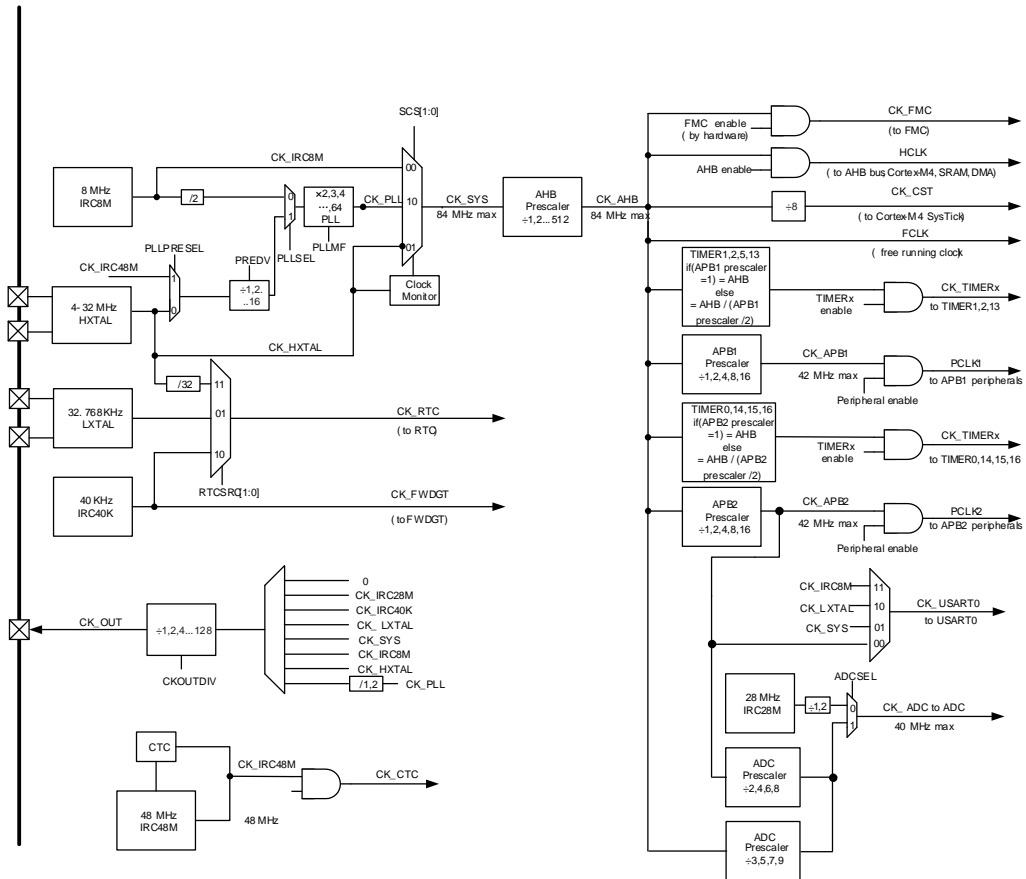 SCS[1:0]
CK_IRC8M
8 MHz
IRC8M
/2
0
1
×2,3,4
…,64
PLL
PLLMF
PLLSEL
CK_PLL
00
10
01
CK_SYS
84 MHz max
AHB
Prescaler
÷1,2...512
CK_AHB
84 MHz max
Clock
Monitor
PLLPRESEL
CK_IRC48M
1
0
PREDV
÷1,2.
..16
4-32 MHz
HXTAL
CK_HXTAL
/32
11
01
10
32.768KHz
LXTAL
CK_RTC
(to RTC)
RTCSRC[1:0]
40 KHz
IRC40K
CK_FWDGT
(to FWDGT)
CK_OUT
÷1,2,4...128
CKOUTDIV
0
CK_IRC28M
CK_IRC40K
CK_LXTAL
CK_SYS
CK_IRC8M
CK_HXTAL
/1,2
CK_PLL
CTC
48 MHz
IRC48M
CK_IRC48M
48 MHz
CK_CTC
FMC enable
( by hardware)
CK_FMC
(to FMC)
AHB enable
HCLK
( to AHB bus Cortex-M4, SRAM, DMA)
÷8
CK_CST
(to Cortex-M4 SysTick)
FCLK
( free running clock
TIMER1,2,5,13
if(APB1 prescaler
=1) = AHB
else
= AHB / (APB1
prescaler /2)
TIMERx
enable
CK_TIMERx
to TIMER1,2,13
APB1
Prescaler
÷1,2,4,8,16
CK_APB1
42 MHz max
Peripheral enable
PCLK1
to APB1 peripherals
TIMER0,14,15,16
if(APB2 prescaler
=1) = AHB
else
= AHB / (APB2
prescaler /2)
TIMERx
enable
CK_TIMERx
to TIMER0,14,15,16
APB2
Prescaler
÷1,2,4,8,16
CK_APB2
42 MHz max
Peripheral enable
PCLK2
to APB2 peripherals
CK_IRC8M
CK_LXTAL
CK_SYS
11
10
01
00
CK_USART0
to USART0
ADCSEL
28 MHz
IRC28M
÷1,2
0
1
CK_ ADC to ADC
40 MHz max
ADC
Prescaler
÷2,4,6,8
ADC
Prescaler
÷3,5,7,9